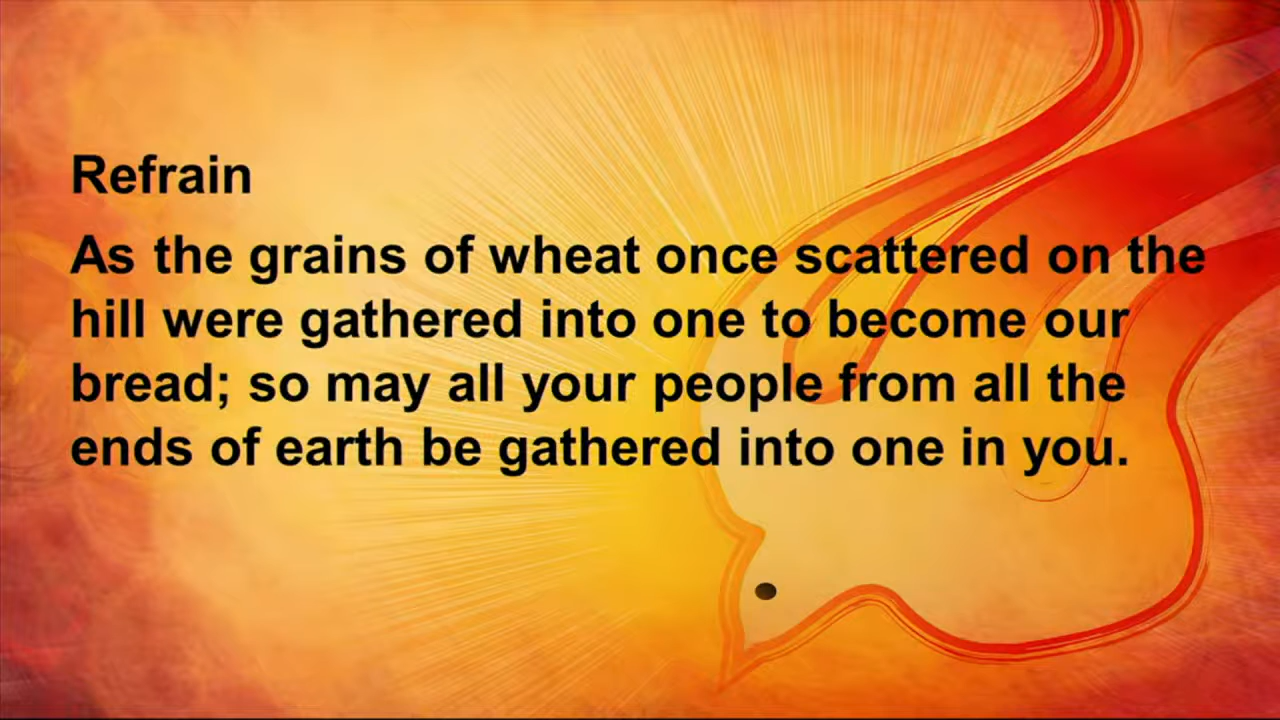 Refrain
As the grains of wheat once scattered on the
hill were gathered into one to become our
bread; so may all your people from all the
ends of earth be gathered into one in you.